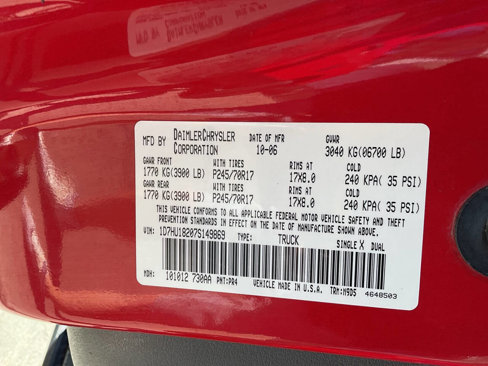 MFD BY DAIMLERCHRYSLER CORPORATION DATE OF MFR 10-06 GVWR 3040 KG(06700 LB)
GAWR FRONT WITH TIRES RIMS AT COLD
1770 KG(3900 LB) P245/70R17 17X8.0 240 KPA( 35 PSI)
GAWR REAR WITH TIRES RIMS AT COLD
1770 KG(3900 LB) P245/70R17 17X8.0 240 KPA( 35 PSI)
THIS VEHICLE CONFORMS TO ALL APPLICABLE FEDERAL MOTOR VEHICLE SAFETY AND THEFT
PREVENTION STANDARDS IN EFFECT ON THE DATE OF MANUFACTURE SHOWN ABOVE.
VIN: 1D7HU18207S149869 TYPE: TRUCK SINGLE X DUAL
MDH: 101012 730AA PNT:PR4 VEHICLE MADE IN U.S.A. TRM:M9D5 4648503